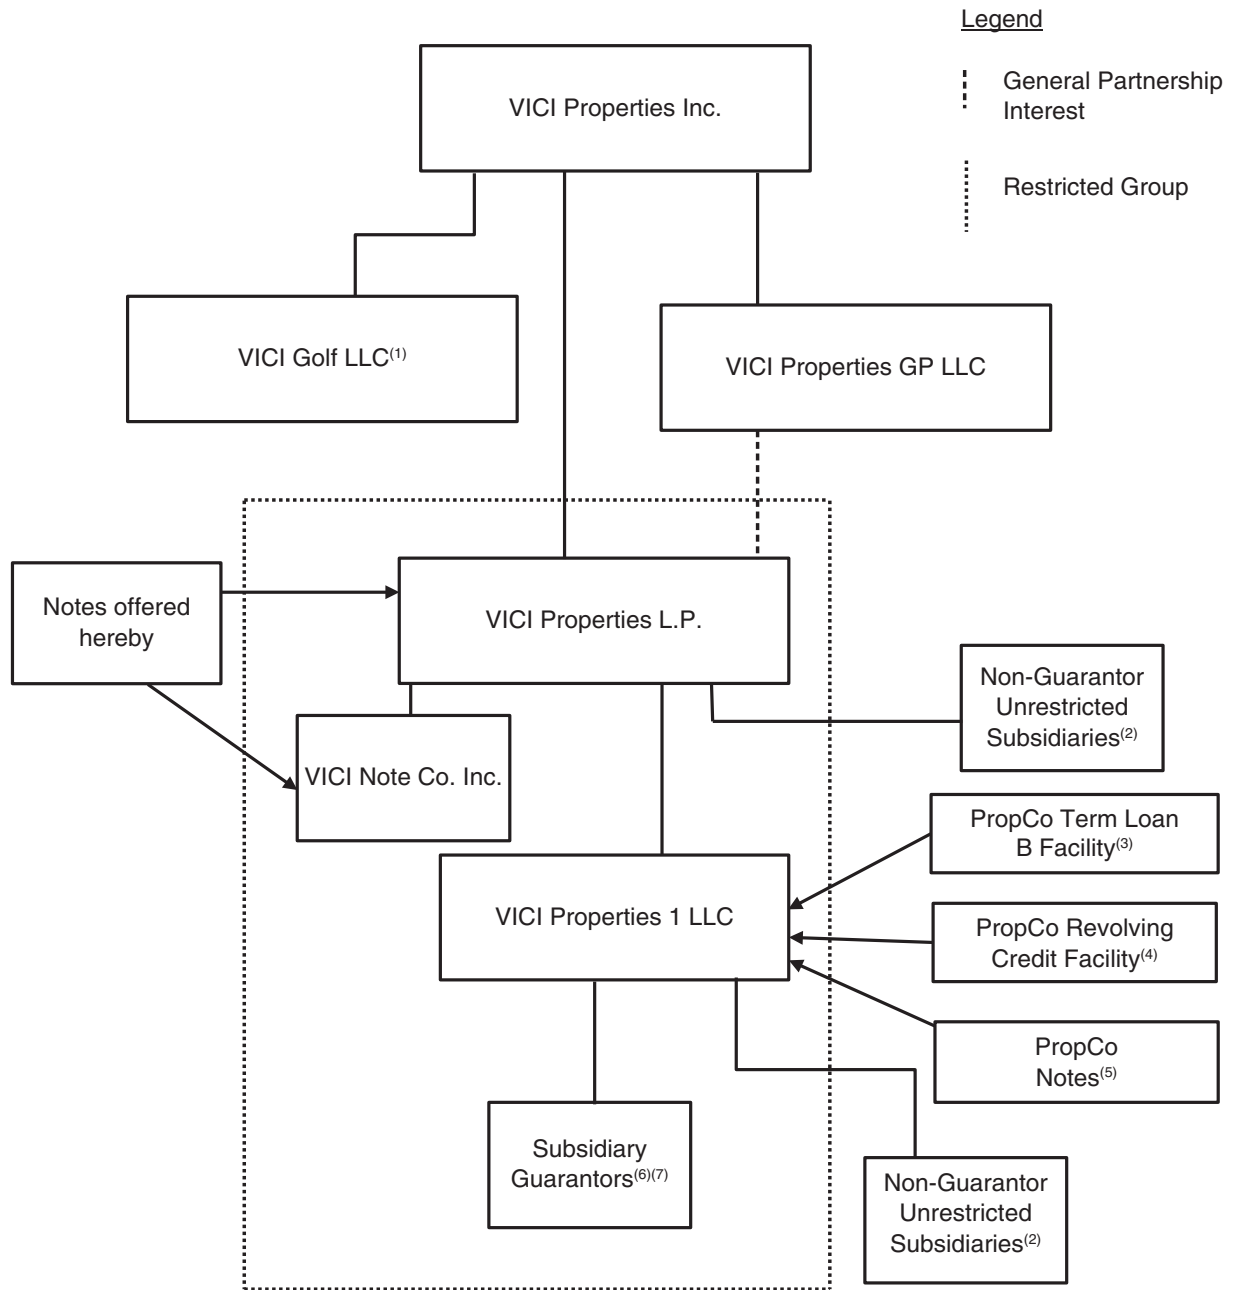 Legend
General Partnership
Interest
Restricted Group
VICI Properties Inc.
VICI Golf LLC(1)
VICI Properties GP LLC
Notes offered
hereby
VICI Properties L.P.
Non-Guarantor
Unrestricted
Subsidiaries(2)
VICI Note Co. Inc.
PropCo Term Loan
B Facility(3)
VICI Properties 1 LLC
PropCo Revolving
Credit Facility(4)
PropCo
Notes(5)
Subsidiary
Guarantors(6)(7)
Non-Guarantor
Unrestricted
Subsidiaries(2)